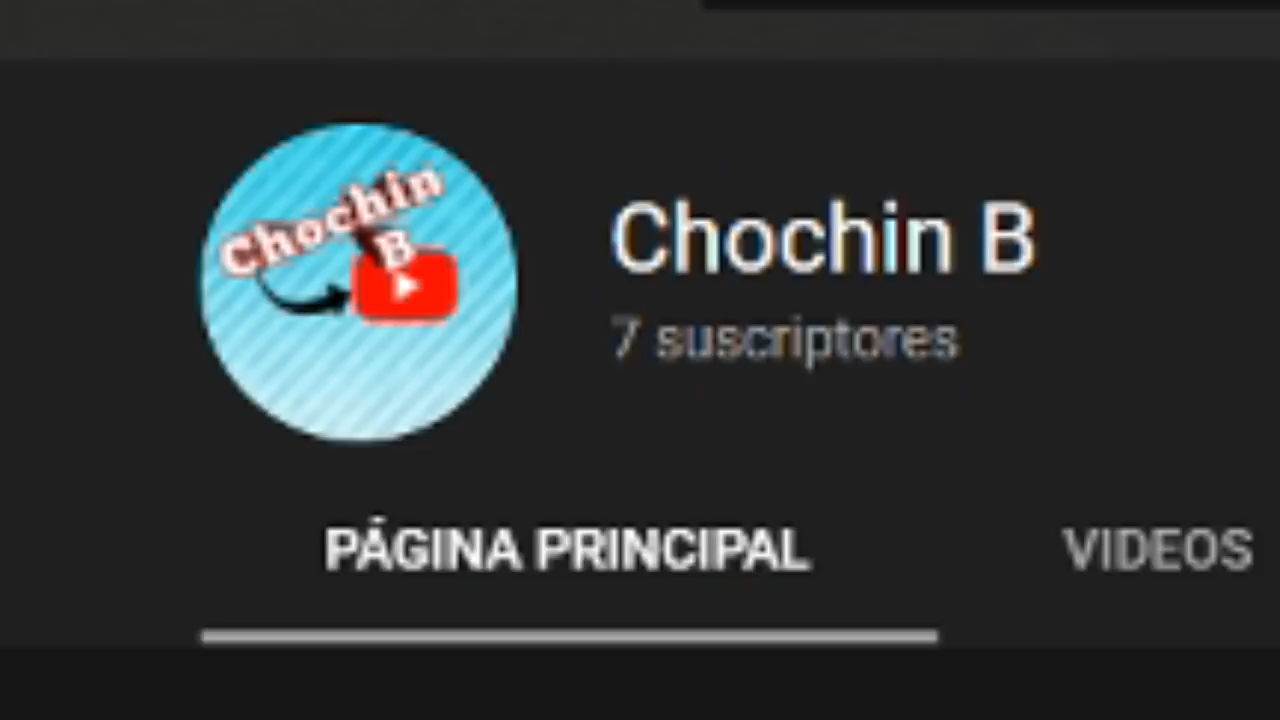 Chochin
B
Chochin B
7 suscriptores
PÁGINA PRINCIPAL VIDEOS